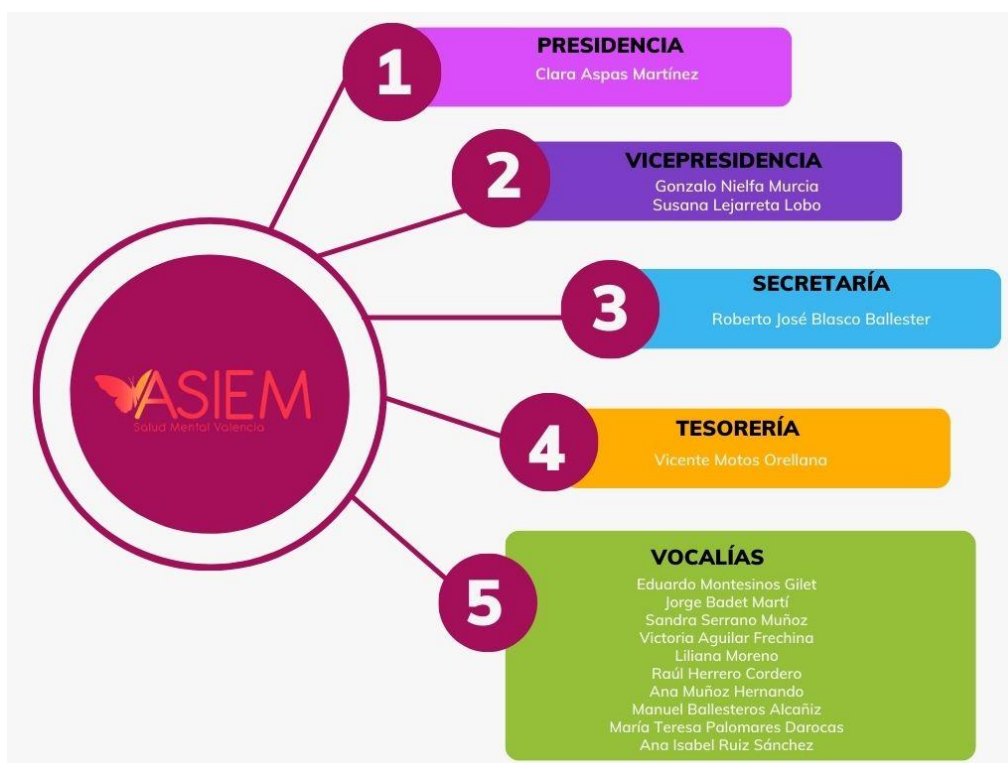 1
PRESIDENCIA
Clara Aspas Martínez
2
VICEPRESIDENCIA
Gonzalo Nielfa Murcia
Susana Lejarreta Lobo
3
SECRETARÍA
Roberto José Blasco Ballester
ASIEM
Salud Mental Valencia
4
TESORERÍA
Vicente Motos Orellana
5
VOCALÍAS
Eduardo Montesinos Gilet
Jorge Badet Martí
Sandra Serrano Muñoz
Victoria Aguilar Frechina
Liliana Moreno
Raúl Herrero Cordero
Ana Muñoz Hernando
Manuel Ballesteros Alcañiz
María Teresa Palomares Darocas
Ana Isabel Ruiz Sánchez